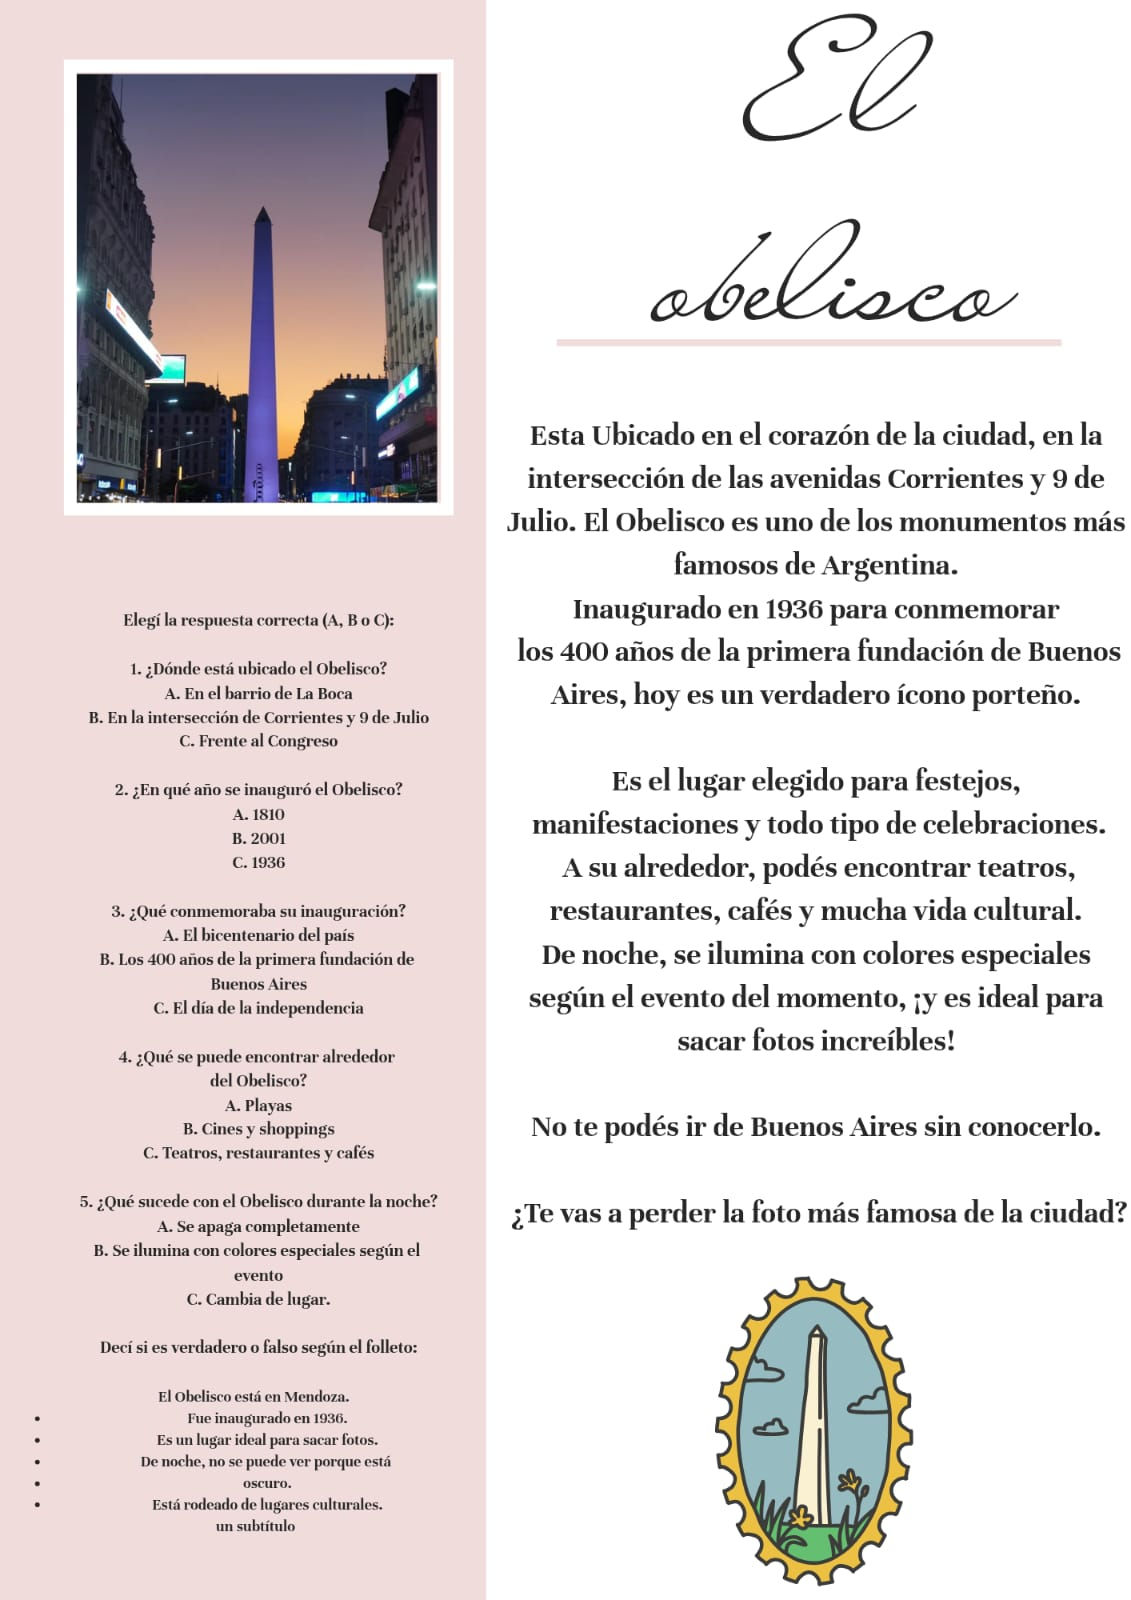 El
obelisco
Esta Ubicado en el corazón de la ciudad, en la
intersección de las avenidas Corrientes y 9 de
Julio. El Obelisco es uno de los monumentos más
famosos de Argentina.
Inaugurado en 1936 para conmemorar
los 400 años de la primera fundación de Buenos
Aires, hoy es un verdadero ícono porteño.
Es el lugar elegido para festejos,
manifestaciones y todo tipo de celebraciones.
A su alrededor, podés encontrar teatros,
restaurantes, cafés y mucha vida cultural.
De noche, se ilumina con colores especiales
según el evento del momento, ¡y es ideal para
sacar fotos increíbles!
No te podés ir de Buenos Aires sin conocerlo.
¿Te vas a perder la foto más famosa de la ciudad?
Elegí la respuesta correcta (A, B o C):
1. ¿Dónde está ubicado el Obelisco?
A. En el barrio de La Boca
B. En la intersección de Corrientes y 9 de Julio
C. Frente al Congreso
2. ¿En qué año se inauguró el Obelisco?
A. 1810
B. 2001
C. 1936
3. ¿Qué conmemoraba su inauguración?
A. El bicentenario del país
B. Los 400 años de la primera fundación de
Buenos Aires
C. El día de la independencia
4. ¿Qué se puede encontrar alrededor
del Obelisco?
A. Playas
B. Cines y shoppings
C. Teatros, restaurantes y cafés
5. ¿Qué sucede con el Obelisco durante la noche?
A. Se apaga completamente
B. Se ilumina con colores especiales según el
evento
C. Cambia de lugar.
Decí si es verdadero o falso según el folleto:
El Obelisco está en Mendoza.
Fue inaugurado en 1936.
Es un lugar ideal para sacar fotos.
De noche, no se puede ver porque está
oscuro.
Está rodeado de lugares culturales.
un subtítulo